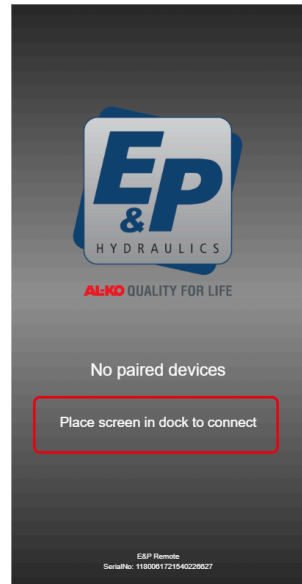 E&P
HYDRAULICS
AL-KO QUALITY FOR LIFE
No paired devices
Place screen in dock to connect
E&P Remote
SerialNo: 1180061721540226627